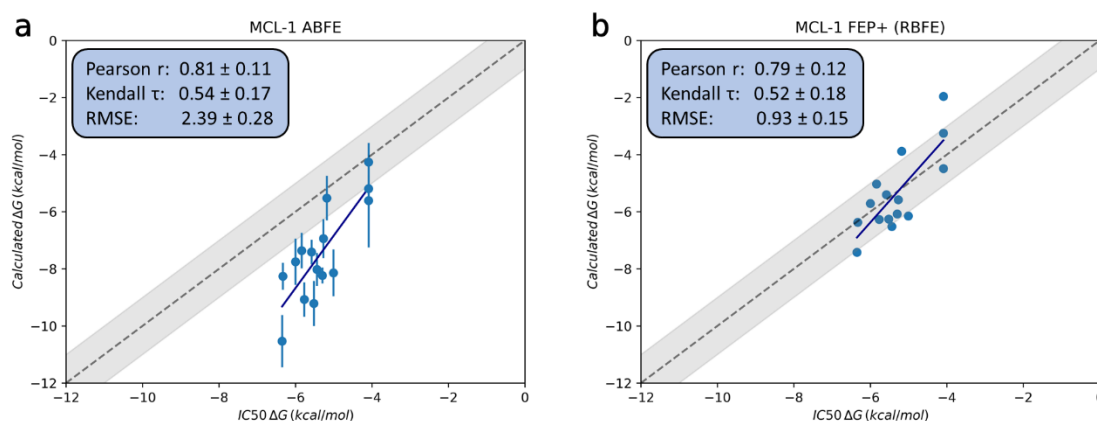 a
MCL-1 ABFE
Pearson r: 0.81 ± 0.11
Kendall τ: 0.54 ± 0.17
RMSE: 2.39 ± 0.28
Calculated ΔG (kcal/mol)
0
−2
−4
−6
−8
−10
−12
−12 −10 −8 −6 −4 −2 0
IC50 ΔG (kcal/mol)
b
MCL-1 FEP+ (RBFE)
Pearson r: 0.79 ± 0.12
Kendall τ: 0.52 ± 0.18
RMSE: 0.93 ± 0.15
Calculated ΔG (kcal/mol)
0
−2
−4
−6
−8
−10
−12
−12 −10 −8 −6 −4 −2 0
IC50 ΔG (kcal/mol)